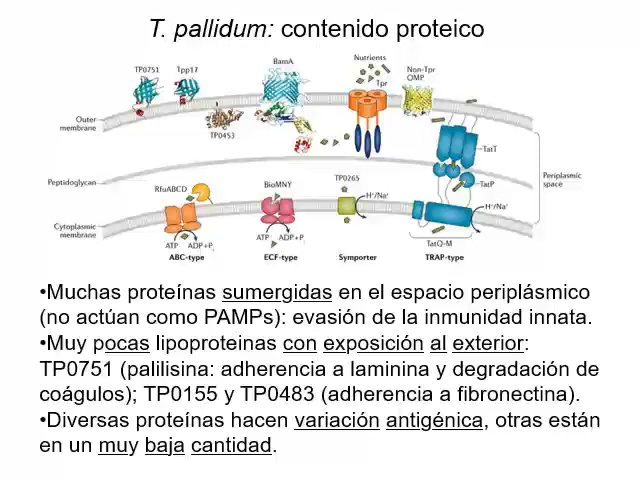 T. pallidum: contenido proteico
Nutrients
BamA
TP0751
Tpp17
Non-Tpr
OMP
Tpr
Outer
membrane
TP0453
TatT
Periplasmic
space
Peptidoglycan
TatP
RfuABCD
BioMNY
TP0265
H+/Na+
H+/Na+
Cytoplasmic
membrane
ATP
ADP+Pi
ATP
ADP+Pi
TatQ-M
ABC-type
ECF-type
Symporter
TRAP-type
•Muchas proteínas sumergidas en el espacio periplásmico
(no actúan como PAMPs): evasión de la inmunidad innata.
•Muy pocas lipoproteinas con exposición al exterior:
TP0751 (palilisina: adherencia a laminina y degradación de
coágulos); TP0155 y TP0483 (adherencia a fibronectina).
•Diversas proteínas hacen variación antigénica, otras están
en un muy baja cantidad.